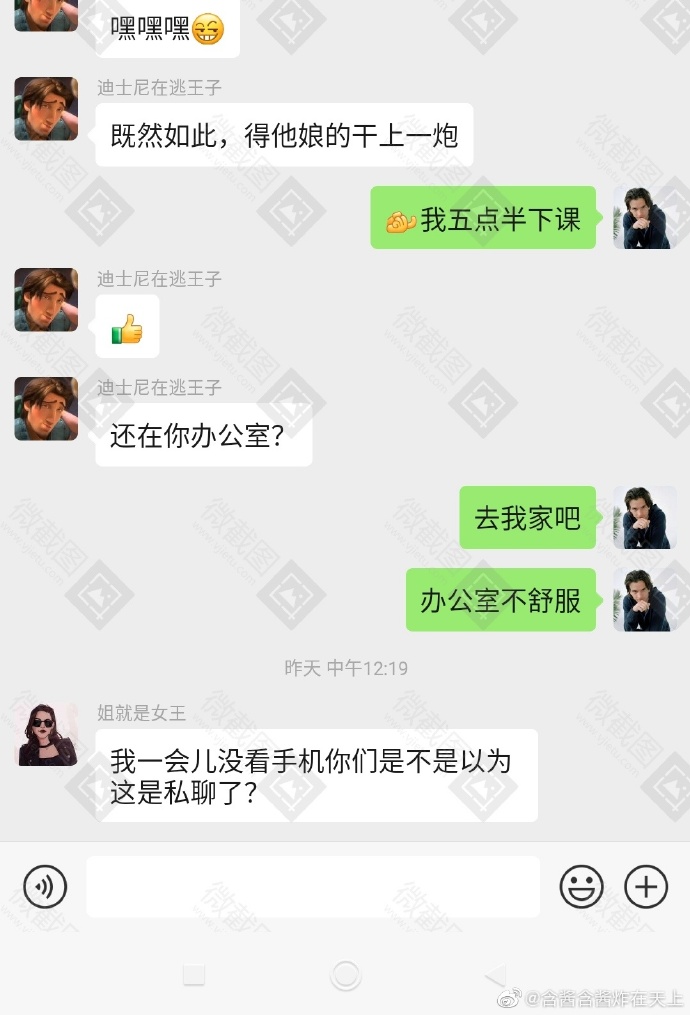 嘿嘿嘿😁
迪士尼在逃王子
既然如此，得他娘的干上一炮
我五点半下课
迪士尼在逃王子
👍
迪士尼在逃王子
还在你办公室？
去我家吧
办公室不舒服
昨天 中午12:19
姐就是女王
我一会儿没看手机你们是不是以为
这是私聊了？
微截图
@含酱含酱炸在天上